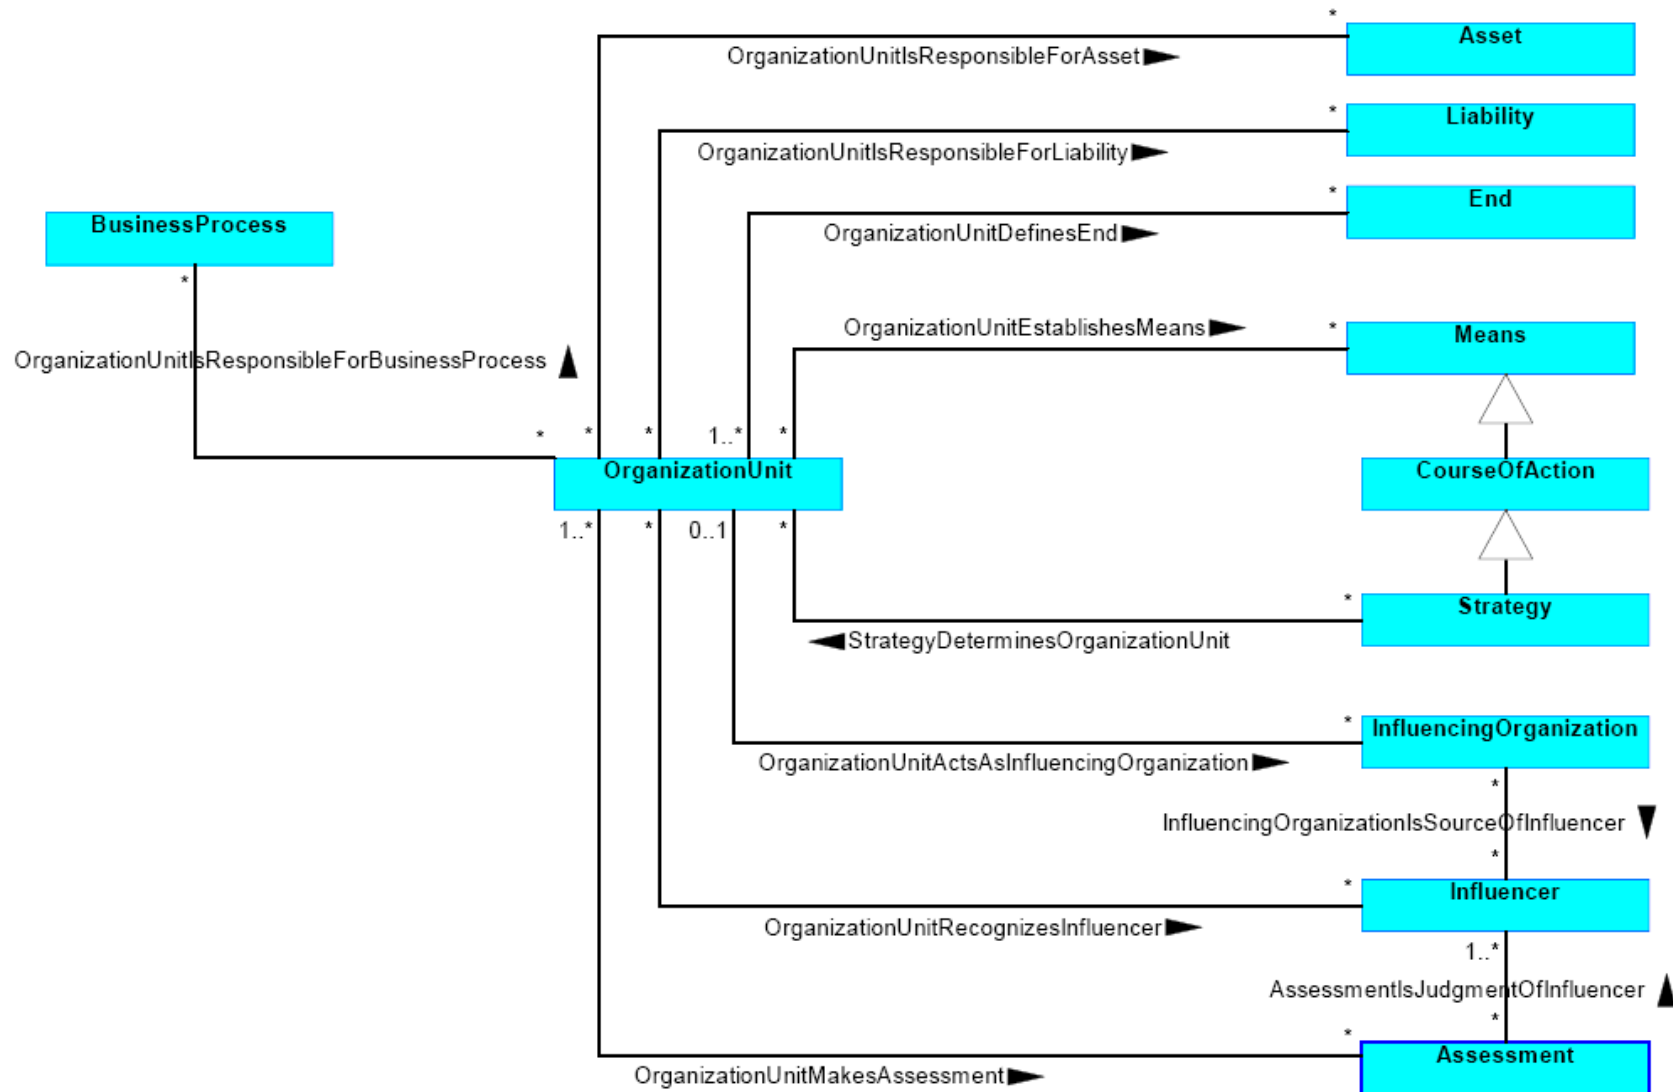 *
Asset
OrganizationUnitIsResponsibleForAsset
*
Liability
OrganizationUnitIsResponsibleForLiability
*
End
BusinessProcess
OrganizationUnitDefinesEnd
*
OrganizationUnitEstablishesMeans
*
Means
OrganizationUnitIsResponsibleForBusinessProcess
* * * 1..* *
OrganizationUnit
CourseOfAction
1..* * 0..1 *
*
Strategy
StrategyDeterminesOrganizationUnit
*
InfluencingOrganization
OrganizationUnitActsAsInfluencingOrganization
*
InfluencingOrganizationIsSourceOfInfluencer
*
*
Influencer
OrganizationUnitRecognizesInfluencer
1..*
AssessmentIsJudgmentOfInfluencer
*
*
Assessment
OrganizationUnitMakesAssessment